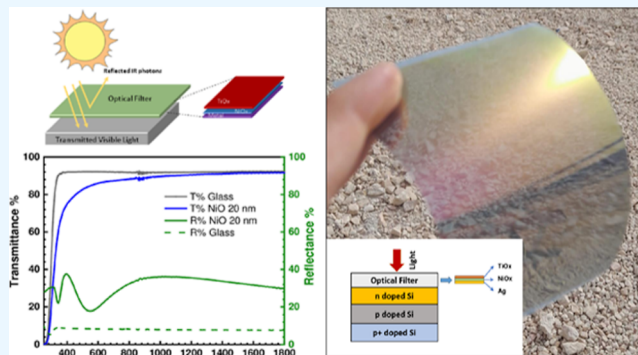 Reflected IR photons
Optical Filter
TiOx
Transmitted Visible Light
Transmittance %
100
80
60
40
20
0
T% Glass
T% NiO 20 nm
R% NiO 20 nm
R% Glass
100
80
60
40
20
0
Reflectance %
400 600 800 1000 1200 1400 1600 1800
Light
Optical Filter
n doped Si
p doped Si
p+ doped Si
TiOx
NiOx
Ag